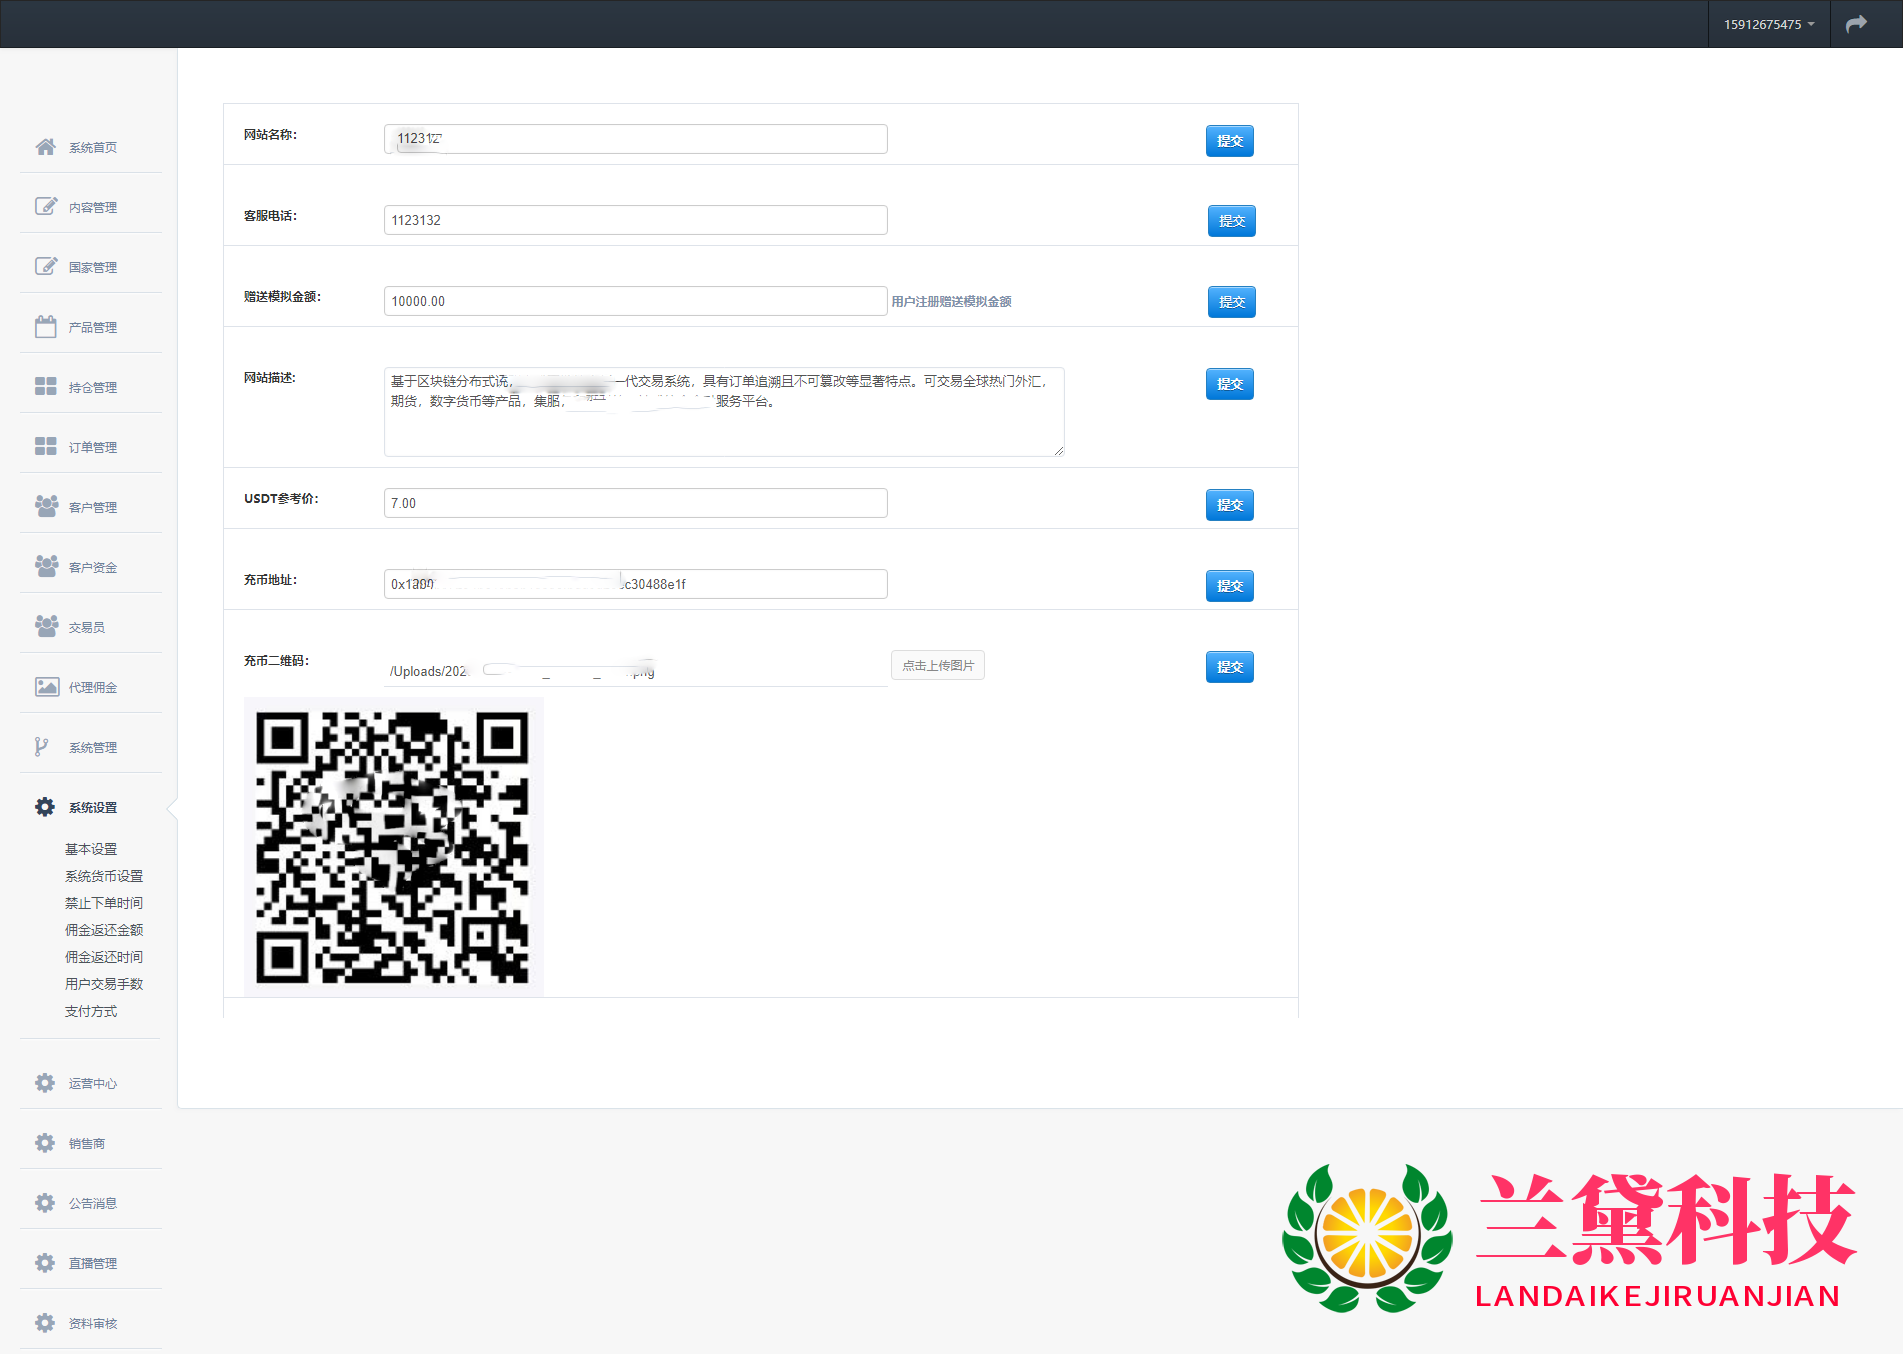 15912675475
系统首页
内容管理
国家管理
产品管理
持仓管理
订单管理
客户管理
客户资金
交易员
代理佣金
系统管理
系统设置
基本设置
系统货币设置
禁止下单时间
佣金返还金额
佣金返还时间
用户交易手数
支付方式
运营中心
销售商
公告消息
直播管理
资料审核
网站名称：
112312
提交
客服电话：
1123132
提交
赠送模拟金额：
10000.00
用户注册赠送模拟金额
提交
网站描述：
基于区块链分布式 一代交易系统，具有订单追溯且不可篡改等显著特点。可交易全球热门外汇，
期货，数字货币等产品，集服 服务平台。
提交
USDT参考价：
7.00
提交
充币地址：
0x1 c30488e1f
提交
充币二维码：
/Uploads/202 .png
点击上传图片
提交
兰黛科技
LANDAIKEJIRUANJIAN